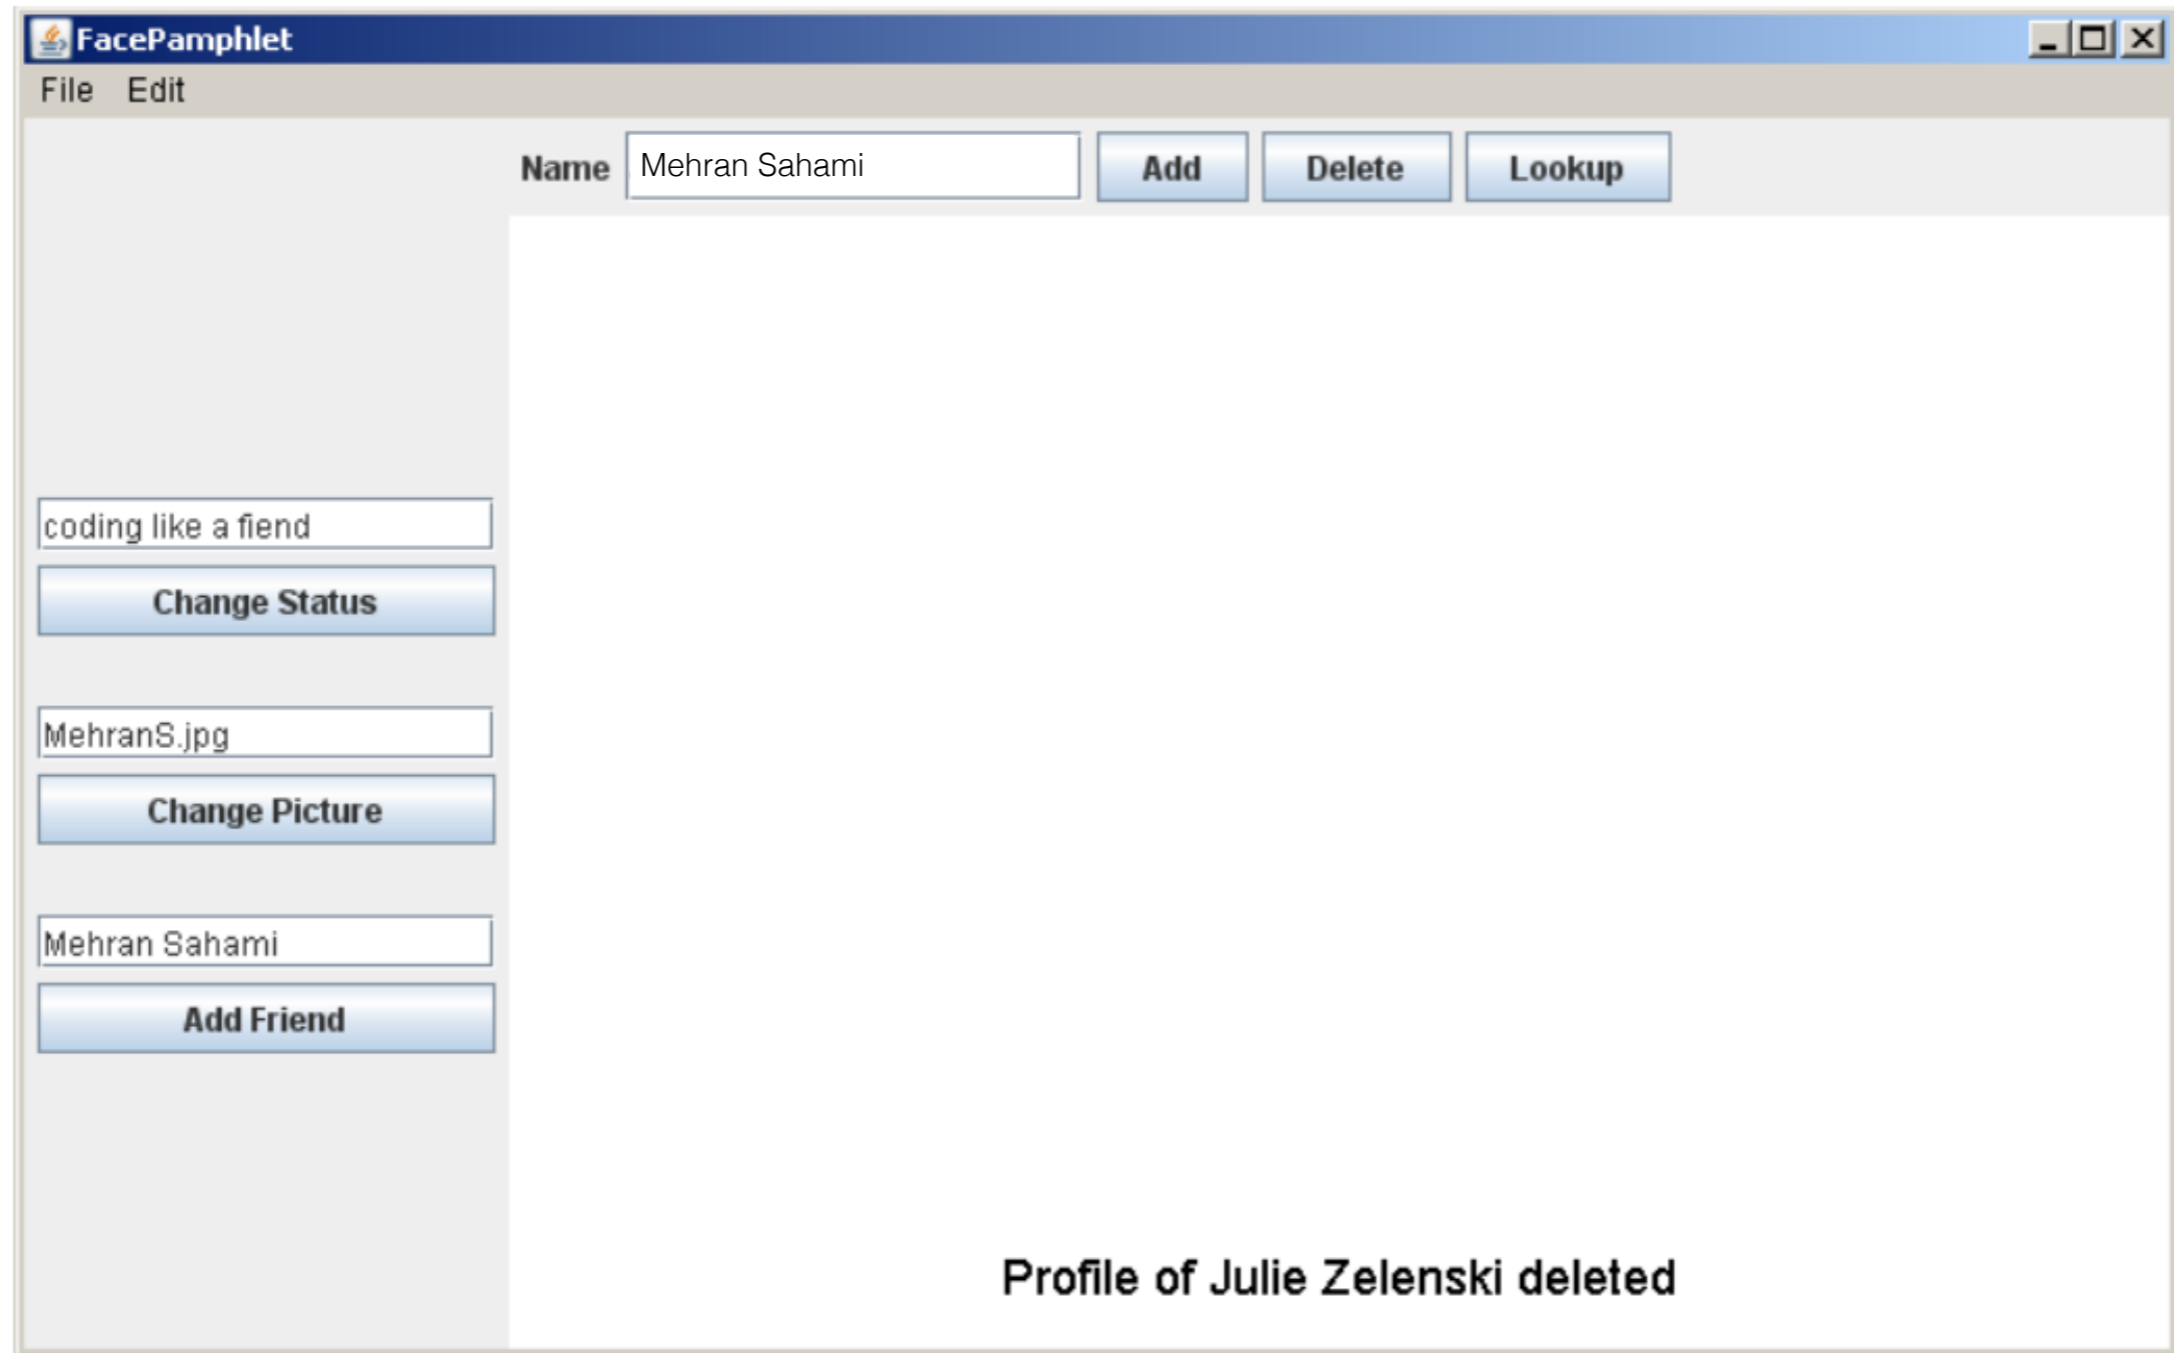 FacePamphlet
File Edit
Name Mehran Sahami Add Delete Lookup
coding like a fiend
Change Status
MehranS.jpg
Change Picture
Mehran Sahami
Add Friend
Profile of Julie Zelenski deleted